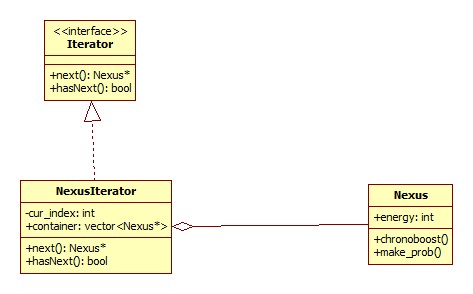 <<interface>>
Iterator
+next(): Nexus*
+hasNext(): bool
NexusIterator
-cur_index: int
+container: vector<Nexus*>
+next(): Nexus*
+hasNext(): bool
Nexus
+energy: int
+chronoboost()
+make_prob()